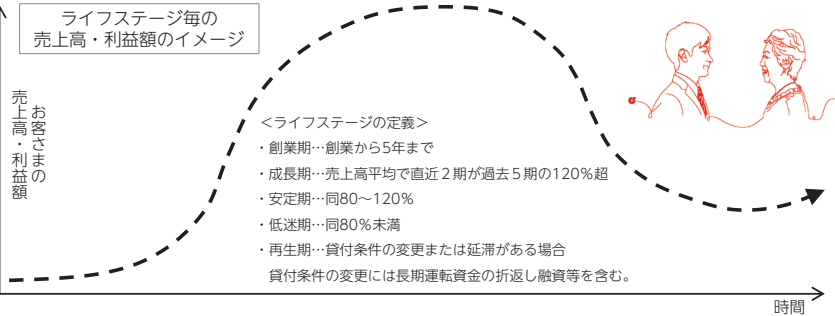 ライフステージ毎の
売上高・利益額のイメージ
お客さまの
売上高・利益額
＜ライフステージの定義＞
・創業期…創業から5年まで
・成長期…売上高平均で直近２期が過去５期の120％超
・安定期…同80～120％
・低迷期…同80％未満
・再生期…貸付条件の変更または延滞がある場合
貸付条件の変更には長期運転資金の折返し融資等を含む。
時間